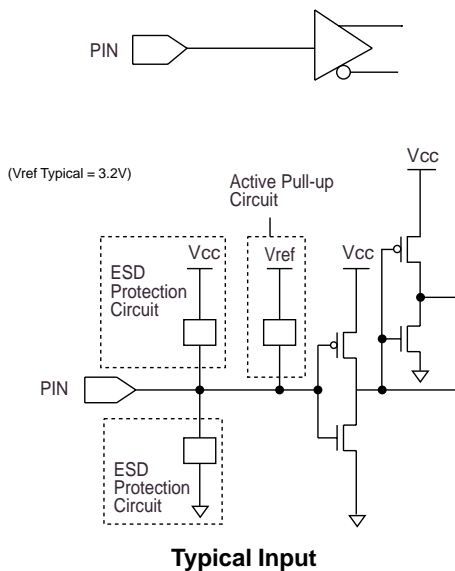 PIN
Vcc
(Vref Typical = 3.2V)
Active Pull-up
Circuit
Vcc
Vref
Vcc
ESD
Protection
Circuit
PIN
ESD
Protection
Circuit
Typical Input